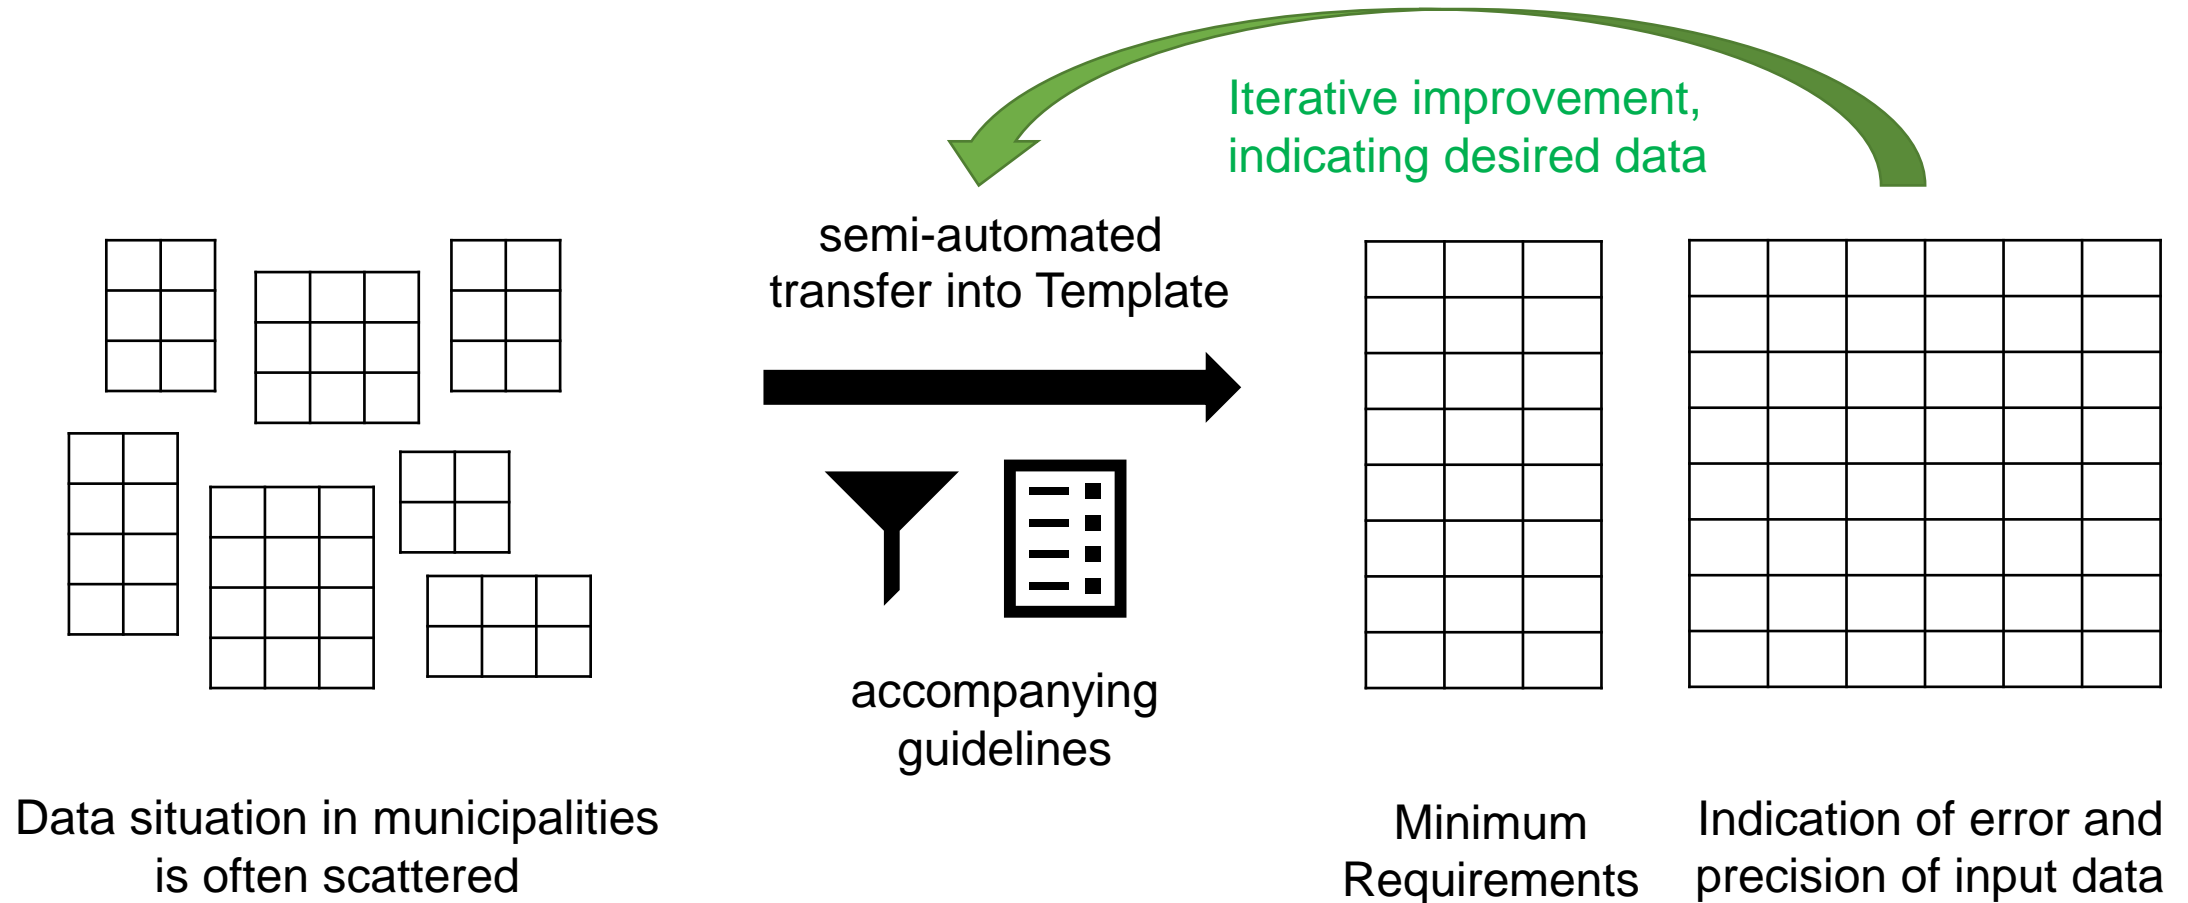 Iterative improvement,
indicating desired data
semi-automated
transfer into Template
accompanying
guidelines
Data situation in municipalities
is often scattered
Minimum
Requirements
Indication of error and
precision of input data